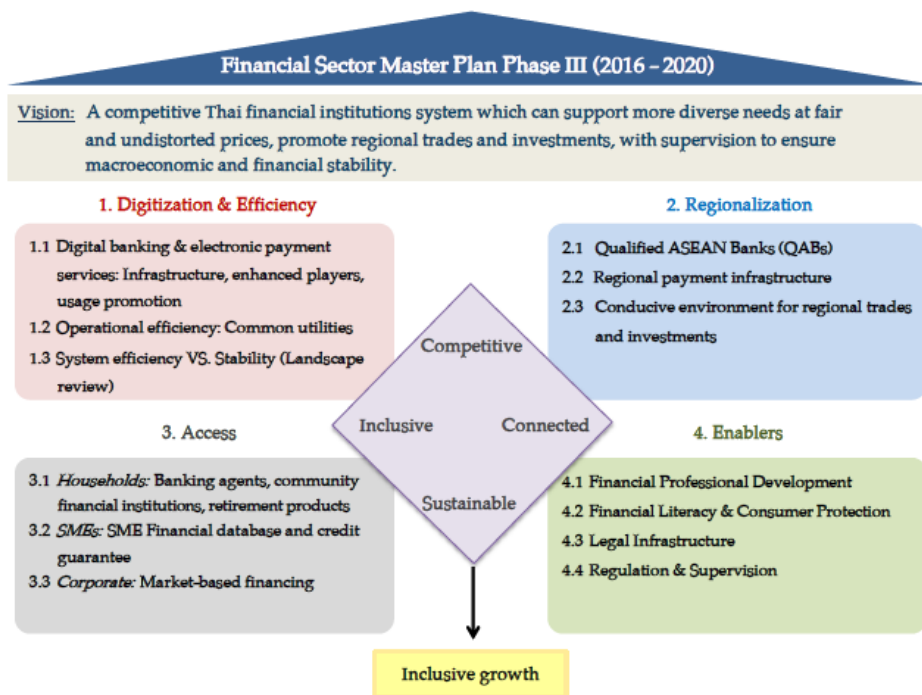 Financial Sector Master Plan Phase III (2016 – 2020)
Vision: A competitive Thai financial institutions system which can support more diverse needs at fair
and undistorted prices, promote regional trades and investments, with supervision to ensure
macroeconomic and financial stability.
1. Digitization & Efficiency
1.1 Digital banking & electronic payment
services: Infrastructure, enhanced players,
usage promotion
1.2 Operational efficiency: Common utilities
1.3 System efficiency VS. Stability (Landscape
review)
2. Regionalization
2.1 Qualified ASEAN Banks (QABs)
2.2 Regional payment infrastructure
2.3 Conducive environment for regional trades
and investments
Competitive
Inclusive
Connected
Sustainable
3. Access
3.1 Households: Banking agents, community
financial institutions, retirement products
3.2 SMEs: SME Financial database and credit
guarantee
3.3 Corporate: Market-based financing
4. Enablers
4.1 Financial Professional Development
4.2 Financial Literacy & Consumer Protection
4.3 Legal Infrastructure
4.4 Regulation & Supervision
Inclusive growth